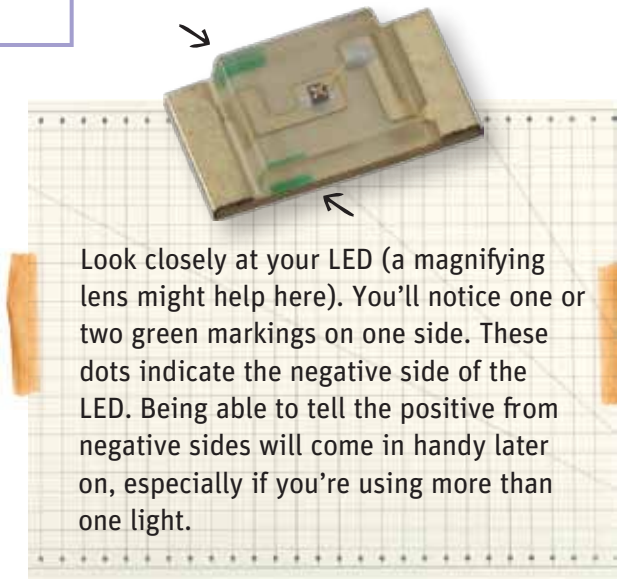 Look closely at your LED (a magnifying
lens might help here). You’ll notice one or
two green markings on one side. These
dots indicate the negative side of the
LED. Being able to tell the positive from
negative sides will come in handy later
on, especially if you’re using more than
one light.